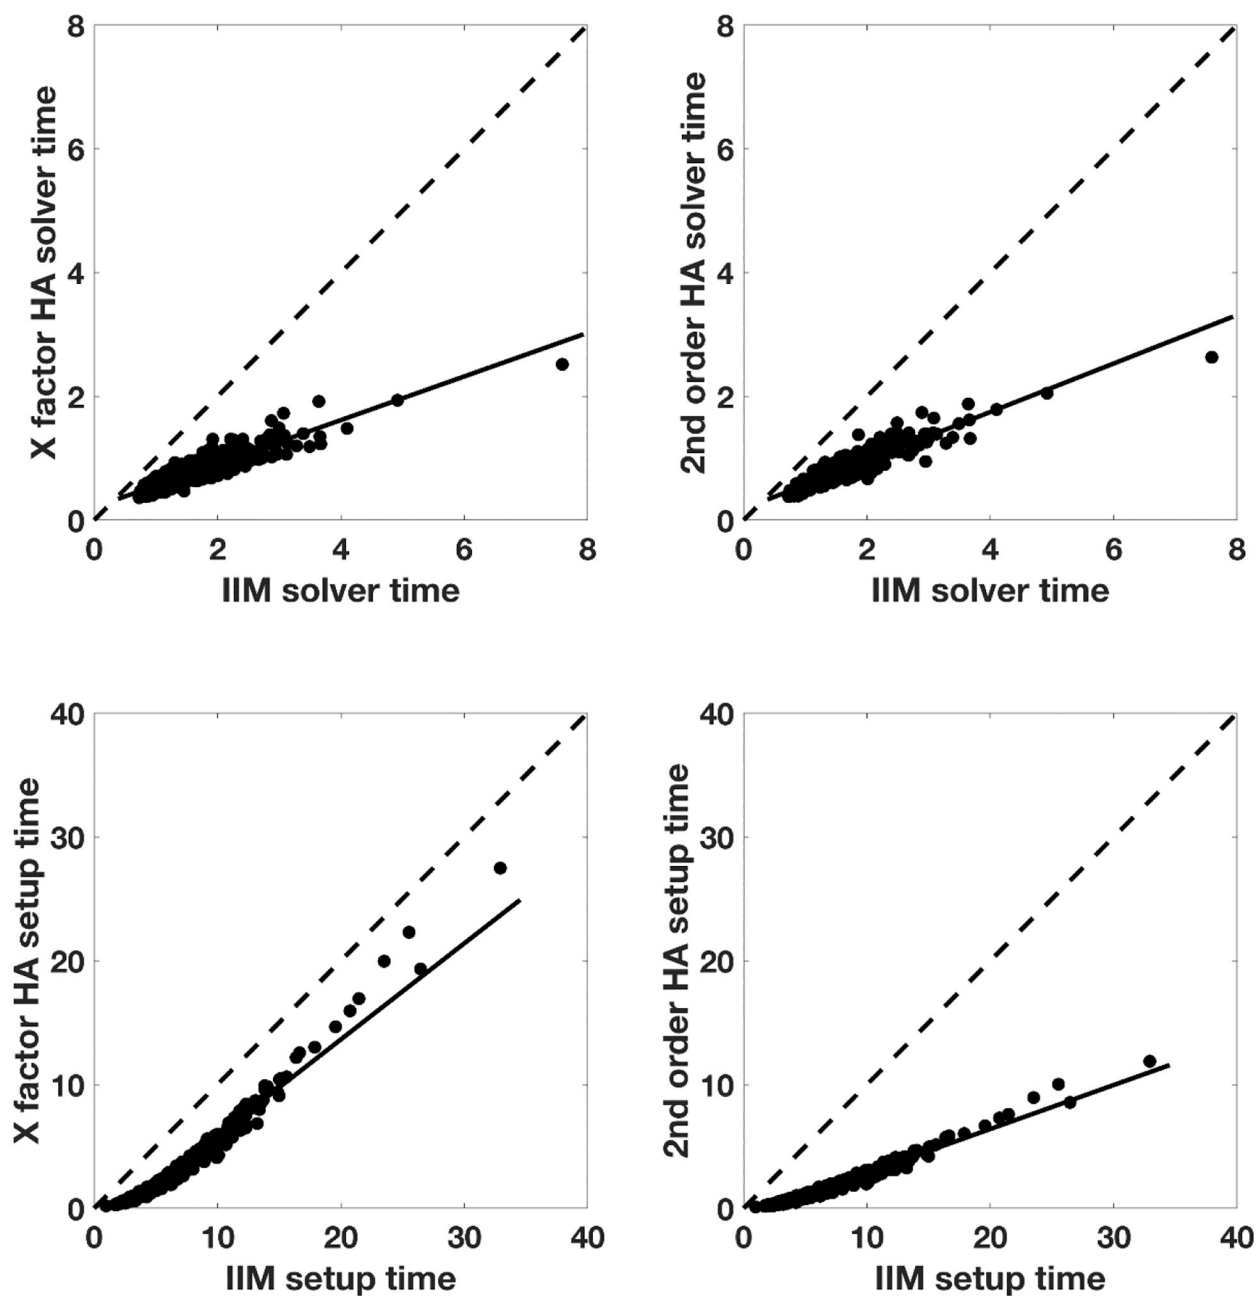 X factor HA solver time
8
6
4
2
0
0 2 4 6 8
IIM solver time
2nd order HA solver time
8
6
4
2
0
0 2 4 6 8
IIM solver time
X factor HA setup time
40
30
20
10
0
0 10 20 30 40
IIM setup time
2nd order HA setup time
40
30
20
10
0
0 10 20 30 40
IIM setup time